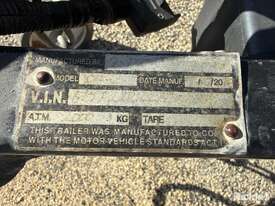 MANUFACTURED BY
MODEL DATE MANUF. / /20
V.I.N.
A.T.M. KG TARE
THIS TRAILER WAS MANUFACTURED TO CO
WITH THE MOTOR VEHICLE STANDARDS ACT